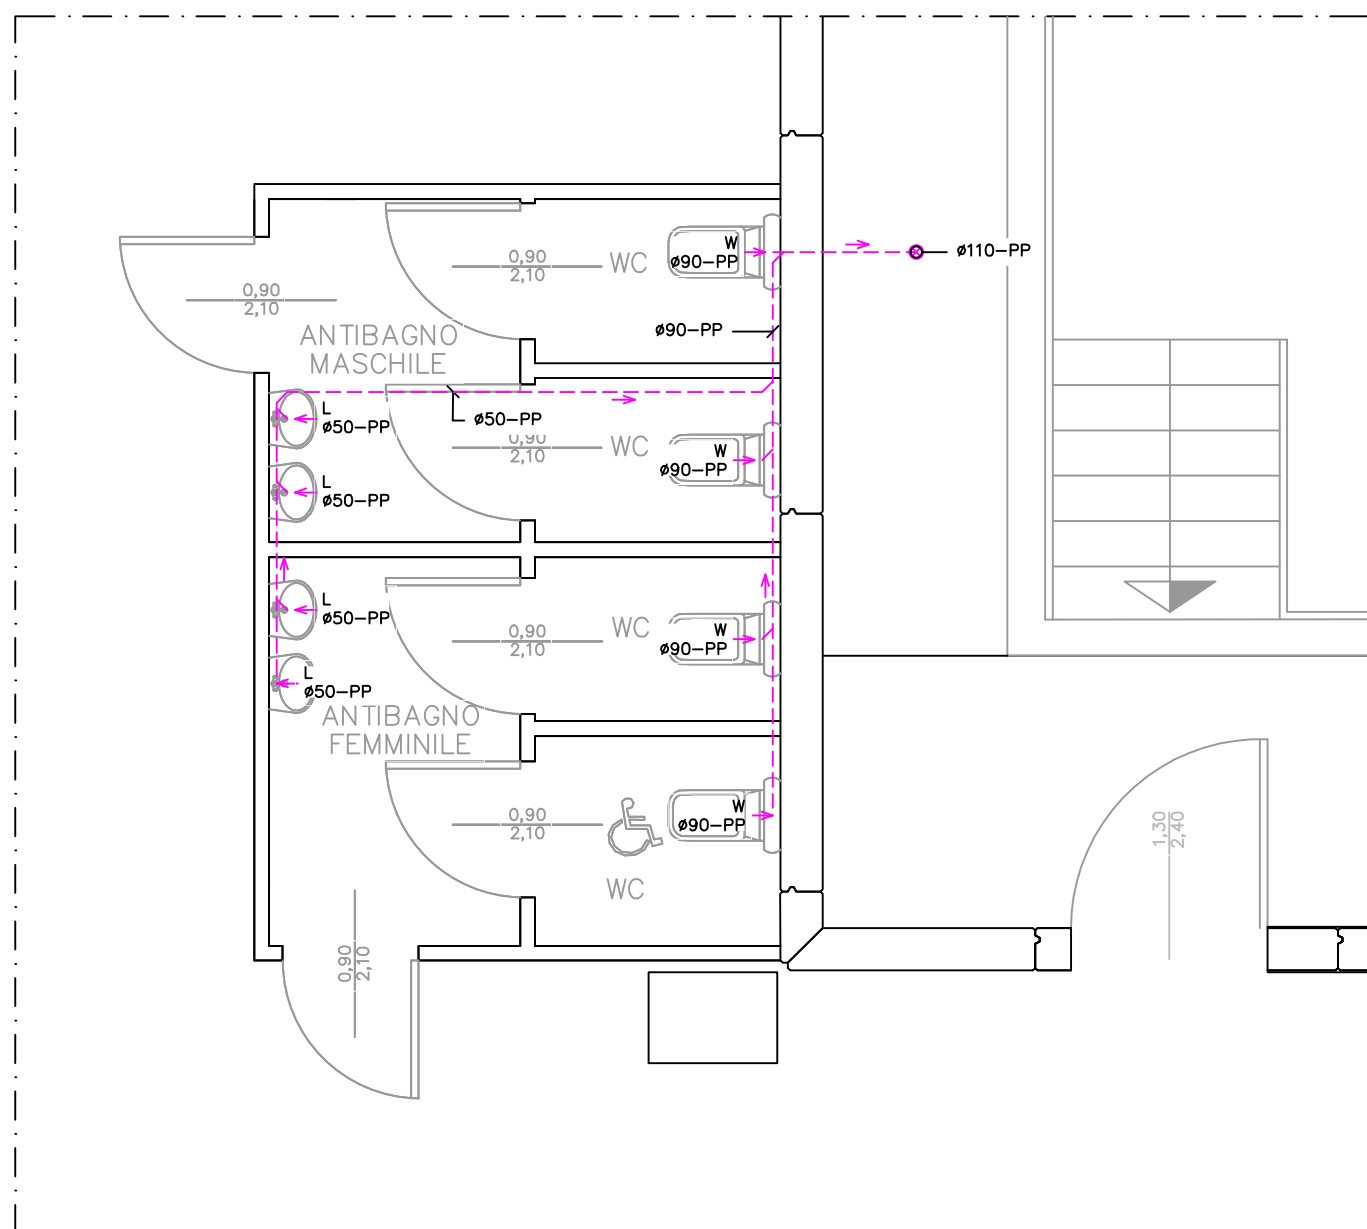 W
ø90-PP
ø110-PP
0,90
2,10
WC
0,90
2,10
ø90-PP
ANTIBAGNO
MASCHILE
L
ø50-PP
ø50-PP
0,90
2,10
WC
W
ø90-PP
L
ø50-PP
L
ø50-PP
0,90
2,10
WC
W
ø90-PP
L
ø50-PP
ANTIBAGNO
FEMMINILE
0,90
2,10
W
ø90-PP
WC
1,30
2,40
0,90
2,10